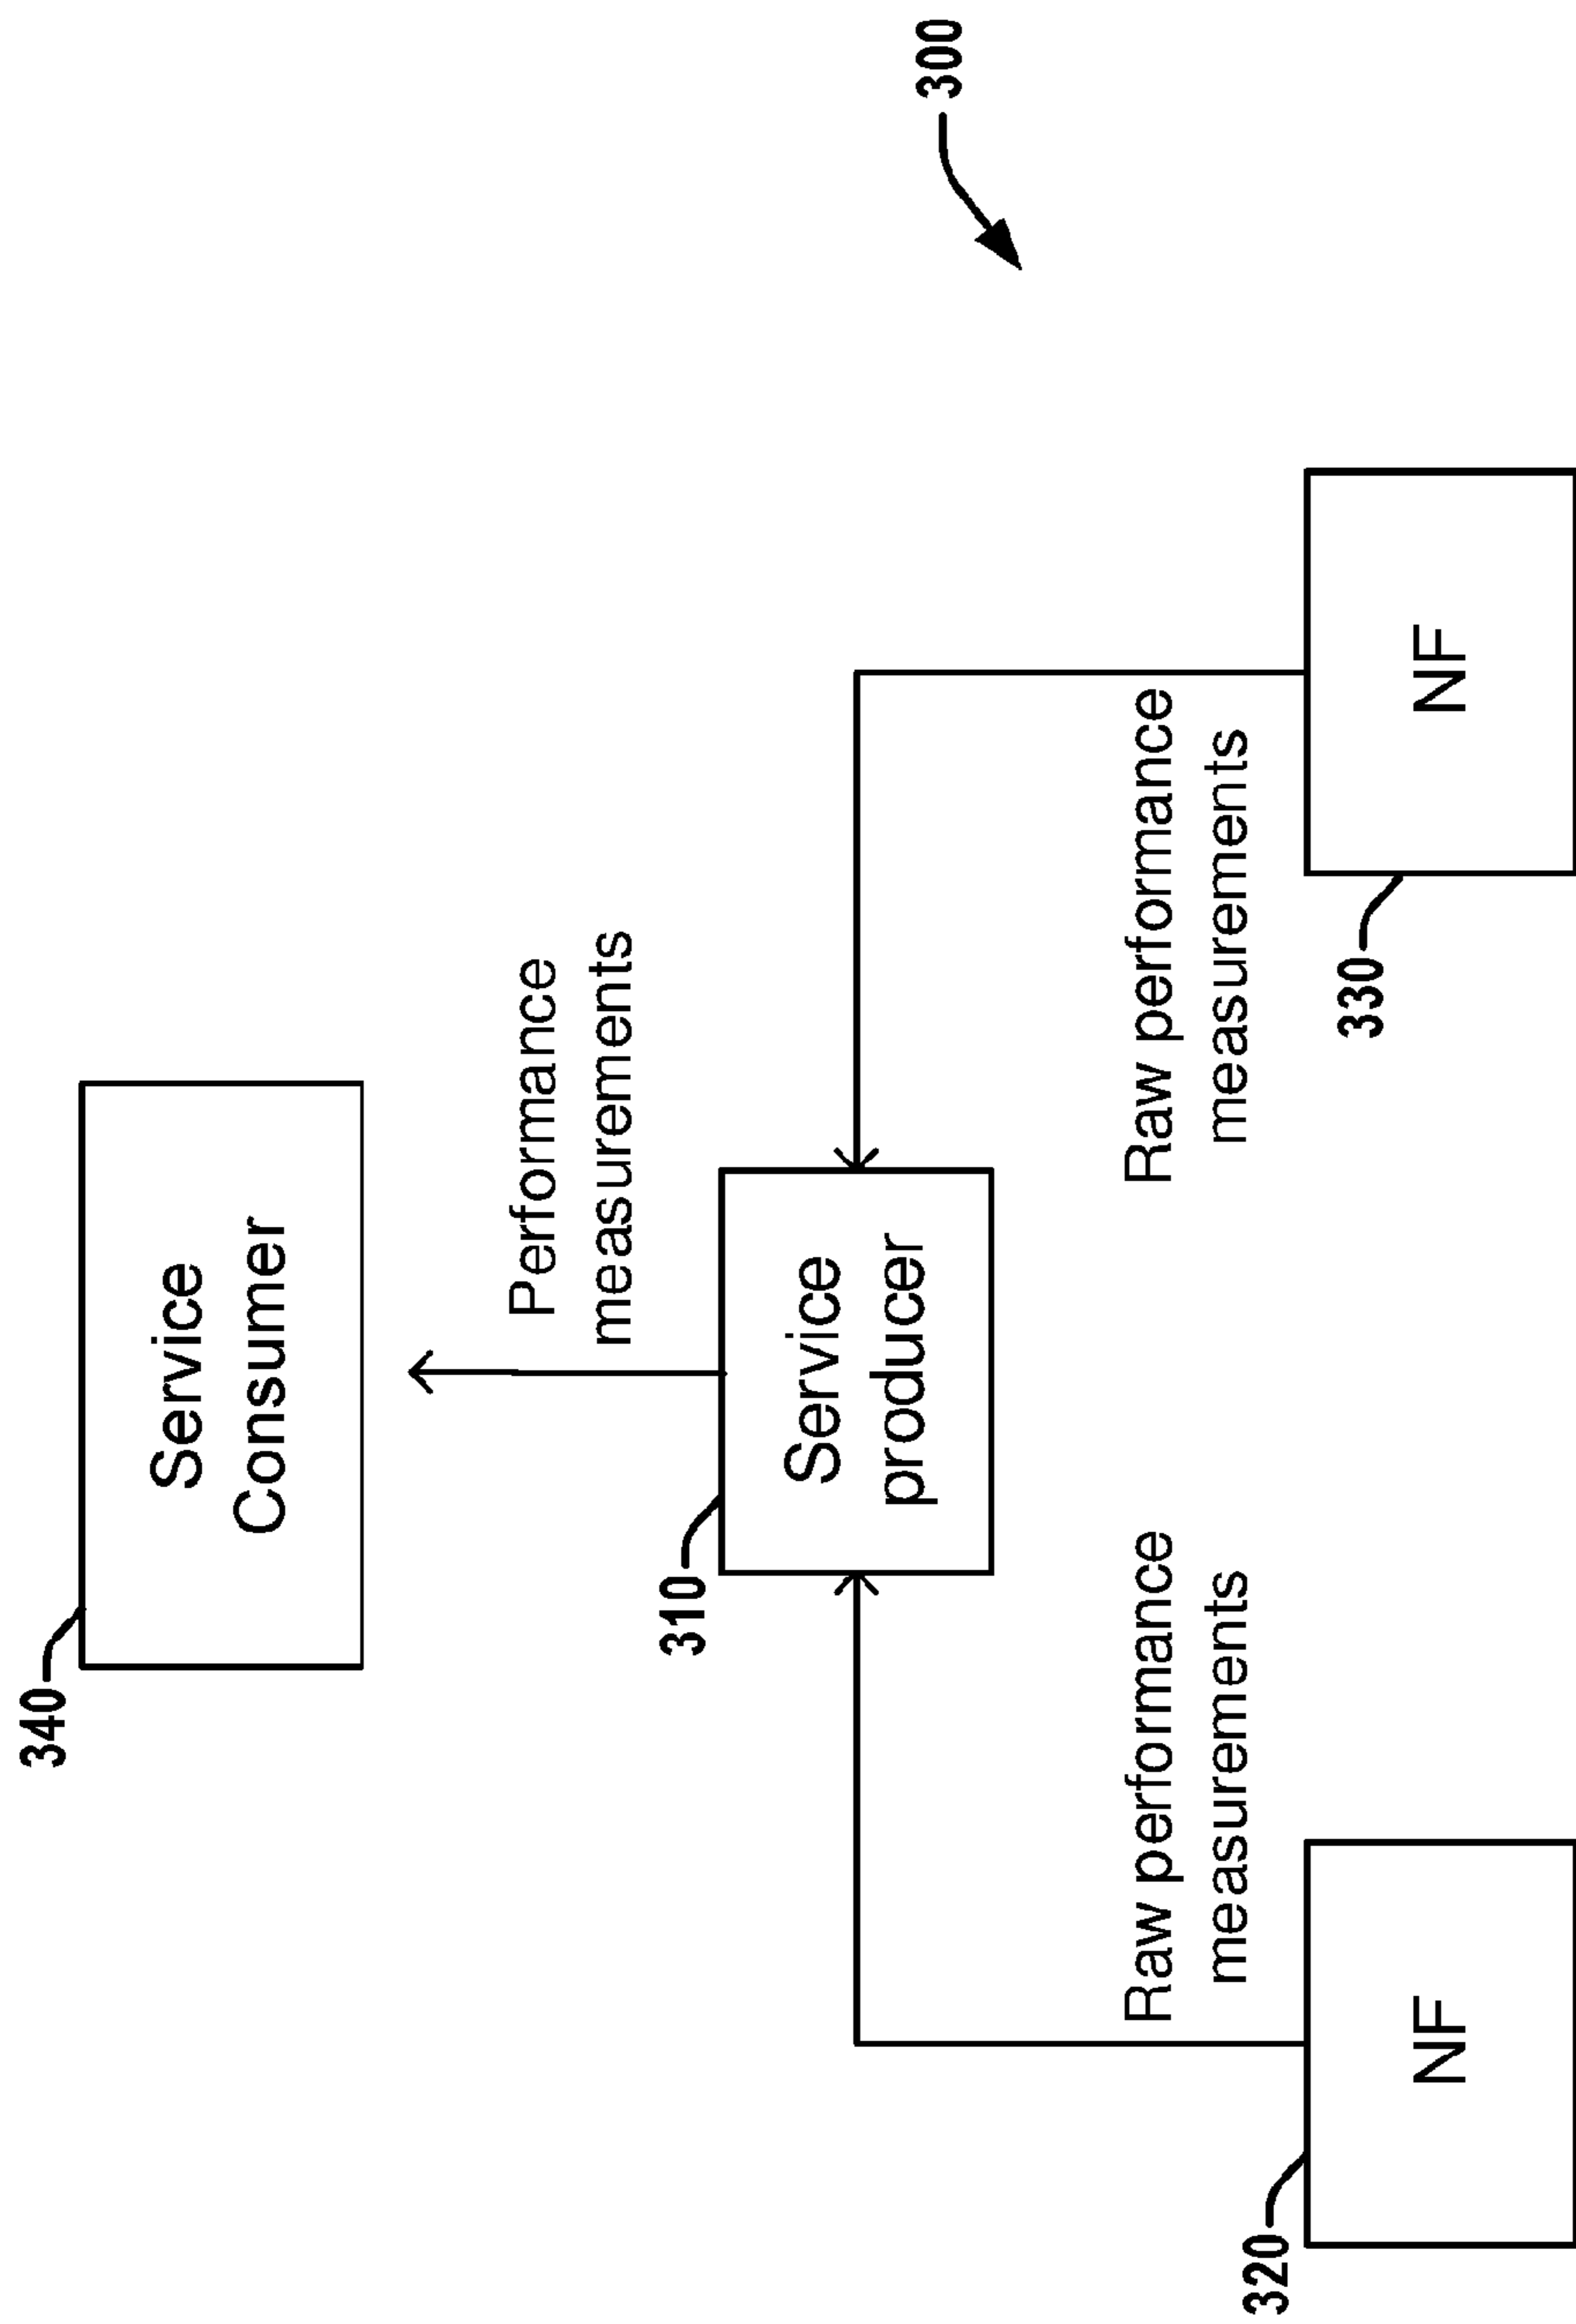 340
Service
Consumer
Performance
measurements
300
310
Service
producer
Raw performance
measurements
Raw performance
measurements
320
NF
330
NF